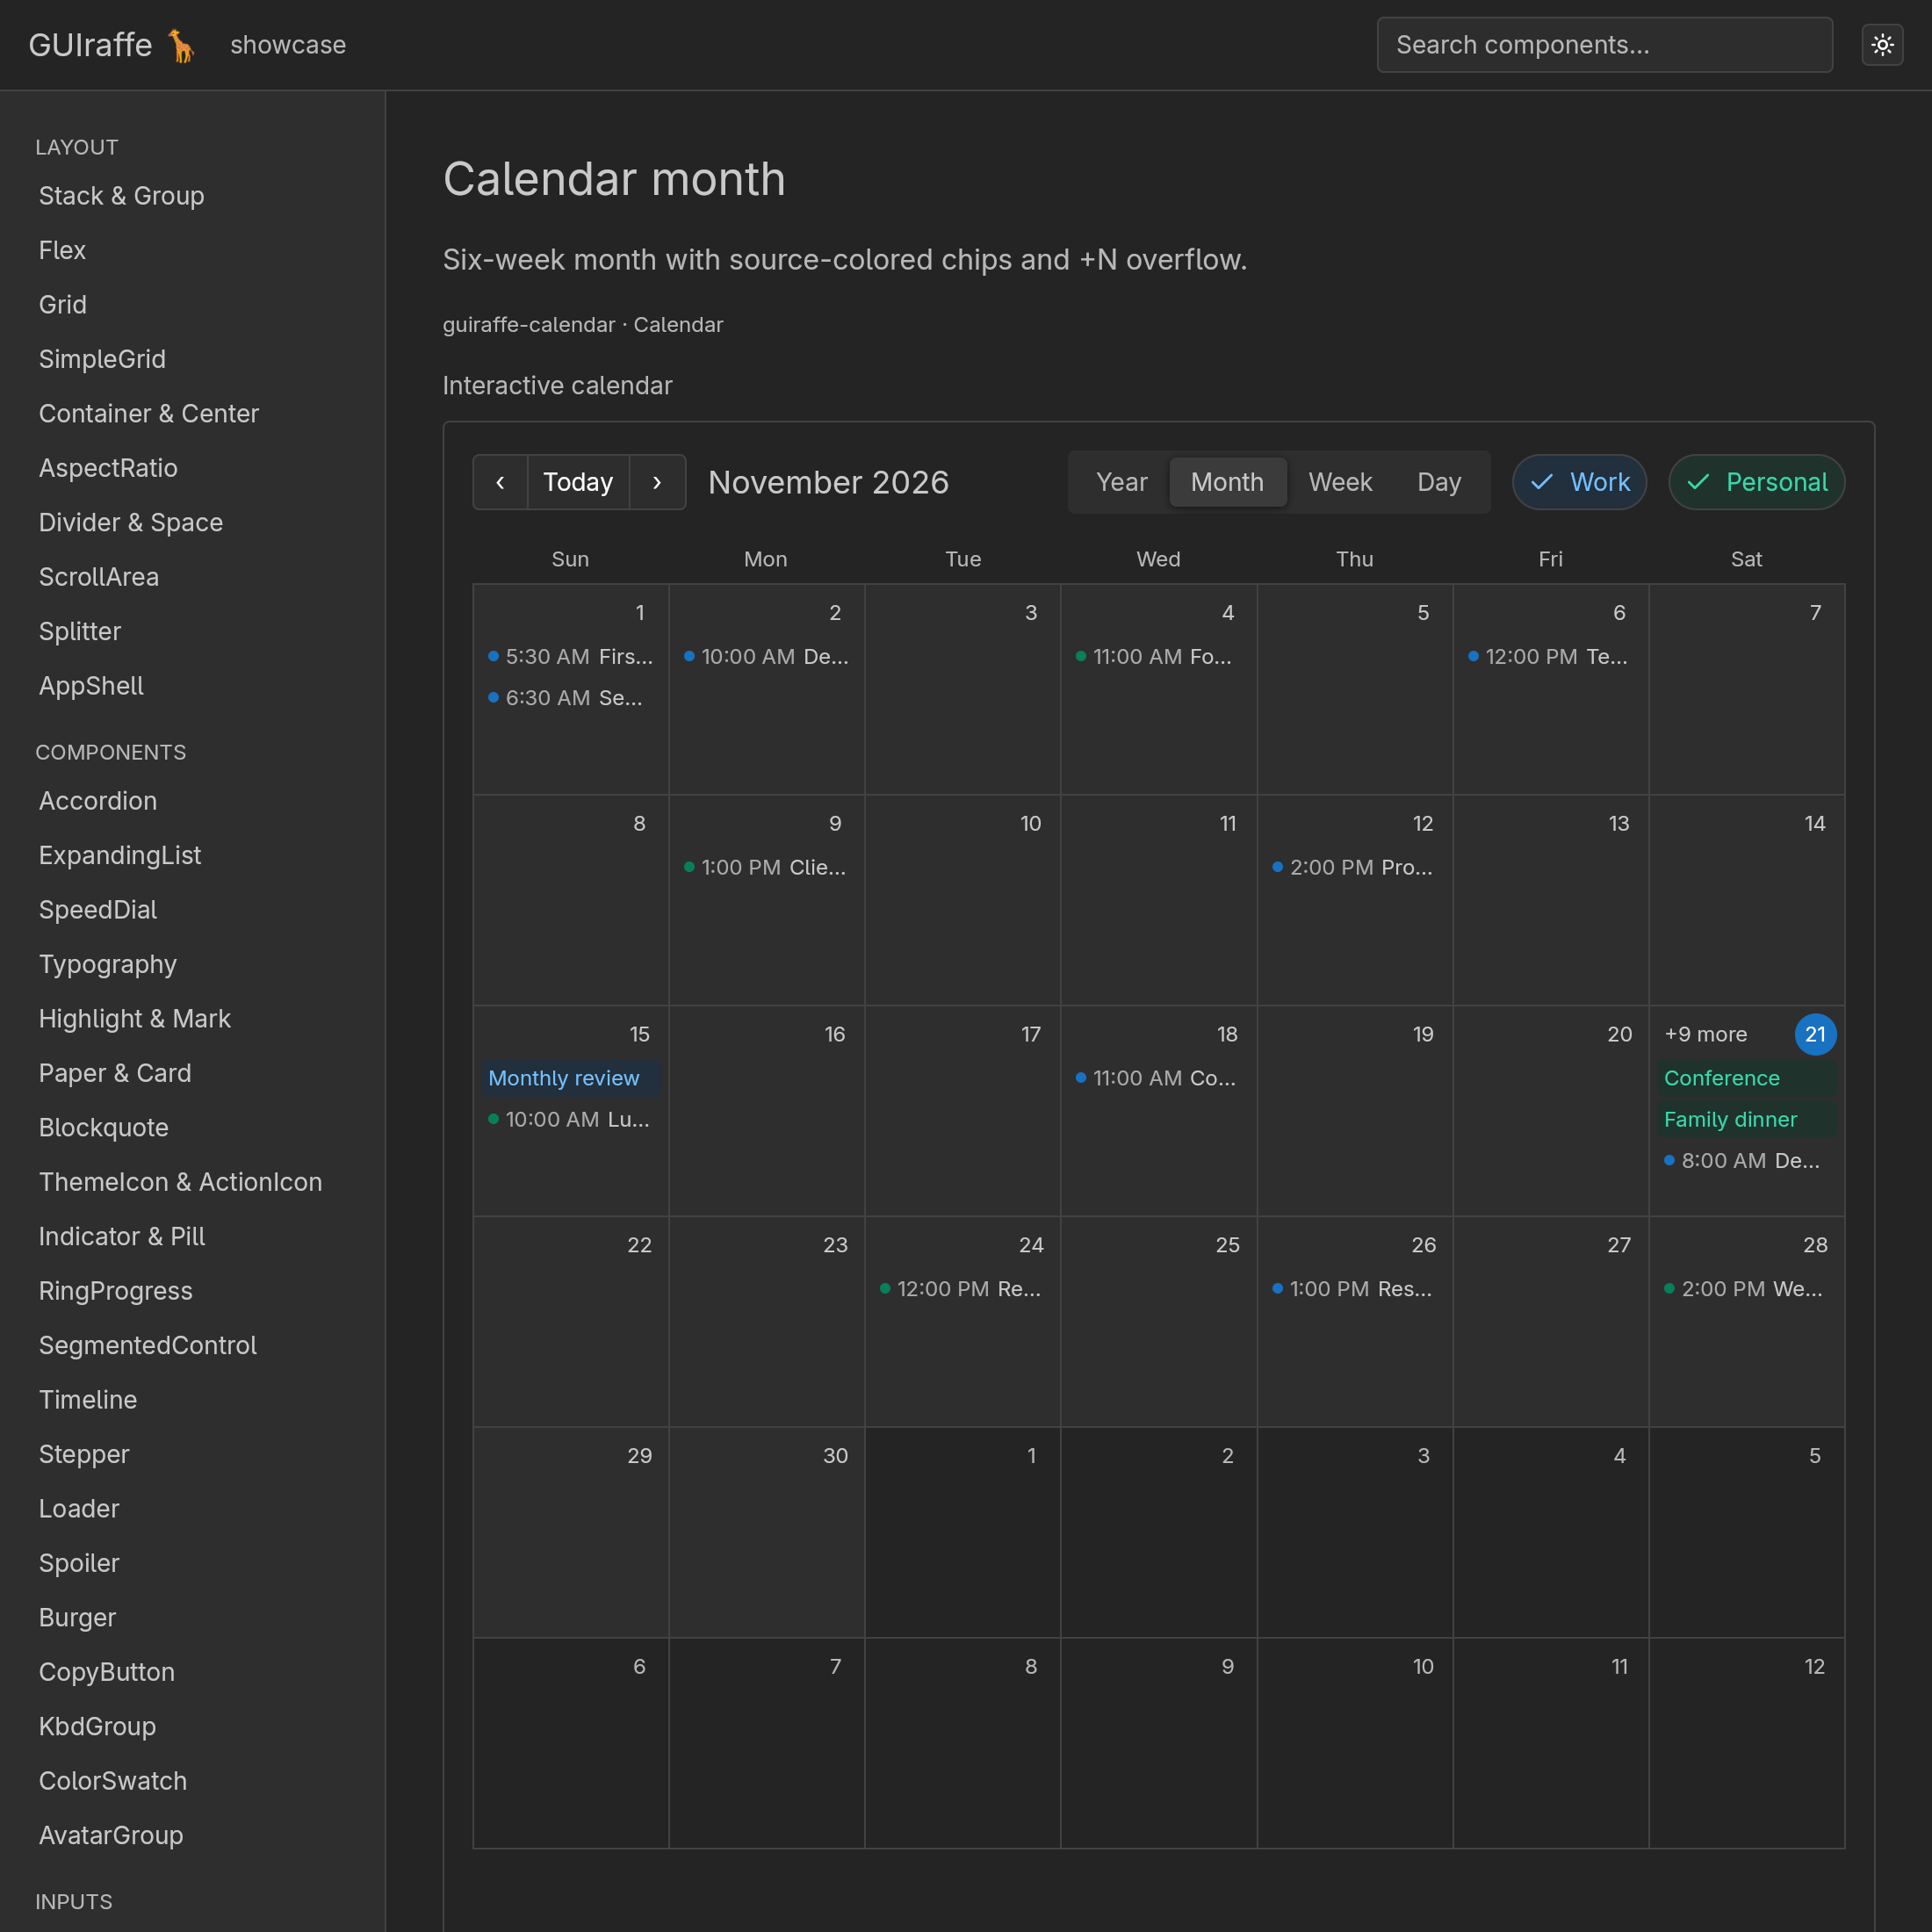 GUIraffe 🦒 showcase Search components...
LAYOUT
Stack & Group
Flex
Grid
SimpleGrid
Container & Center
AspectRatio
Divider & Space
ScrollArea
Splitter
AppShell
COMPONENTS
Accordion
ExpandingList
SpeedDial
Typography
Highlight & Mark
Paper & Card
Blockquote
ThemeIcon & ActionIcon
Indicator & Pill
RingProgress
SegmentedControl
Timeline
Stepper
Loader
Spoiler
Burger
CopyButton
KbdGroup
ColorSwatch
AvatarGroup
INPUTS
Calendar month
Six-week month with source-colored chips and +N overflow.
guiraffe-calendar · Calendar
Interactive calendar
‹ Today › November 2026 Year Month Week Day ✓ Work ✓ Personal
Sun Mon Tue Wed Thu Fri Sat
1 2 3 4 5 6 7
5:30 AM Firs... 10:00 AM De... 11:00 AM Fo... 12:00 PM Te...
6:30 AM Se...
8 9 10 11 12 13 14
1:00 PM Clie... 2:00 PM Pro...
15 16 17 18 19 20 +9 more 21
Monthly review 11:00 AM Co... Conference
10:00 AM Lu... Family dinner
8:00 AM De...
22 23 24 25 26 27 28
12:00 PM Re... 1:00 PM Res... 2:00 PM We...
29 30 1 2 3 4 5
6 7 8 9 10 11 12